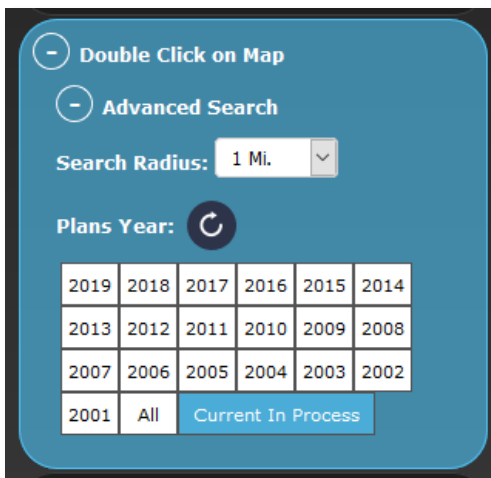 Double Click on Map
Advanced Search
Search Radius: 1 Mi.
Plans Year:
2019 2018 2017 2016 2015 2014
2013 2012 2011 2010 2009 2008
2007 2006 2005 2004 2003 2002
2001 All Current In Process